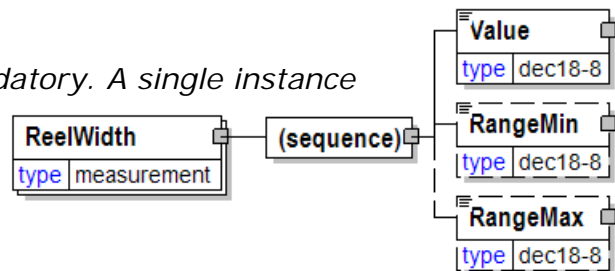 Value
type dec18-8
datory. A single instance
RangeMin
ReelWidth
(sequence)
type dec18-8
type measurement
RangeMax
type dec18-8